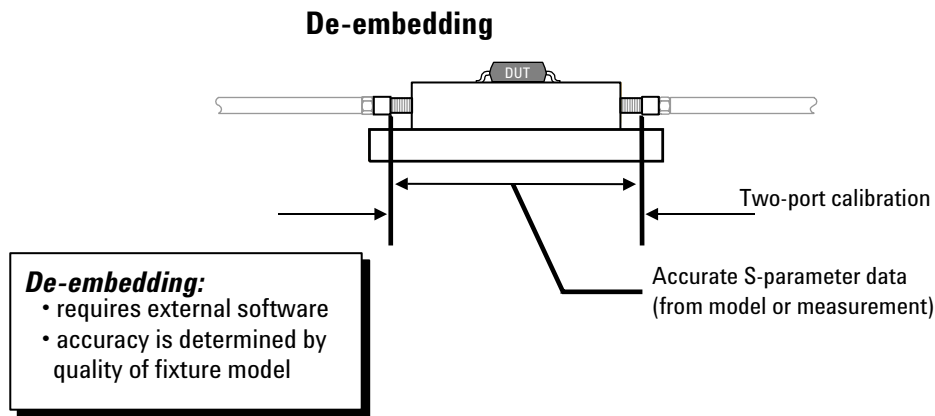 De-embedding
DUT
Two-port calibration
Accurate S-parameter data
(from model or measurement)
De-embedding:
• requires external software
• accuracy is determined by
quality of fixture model